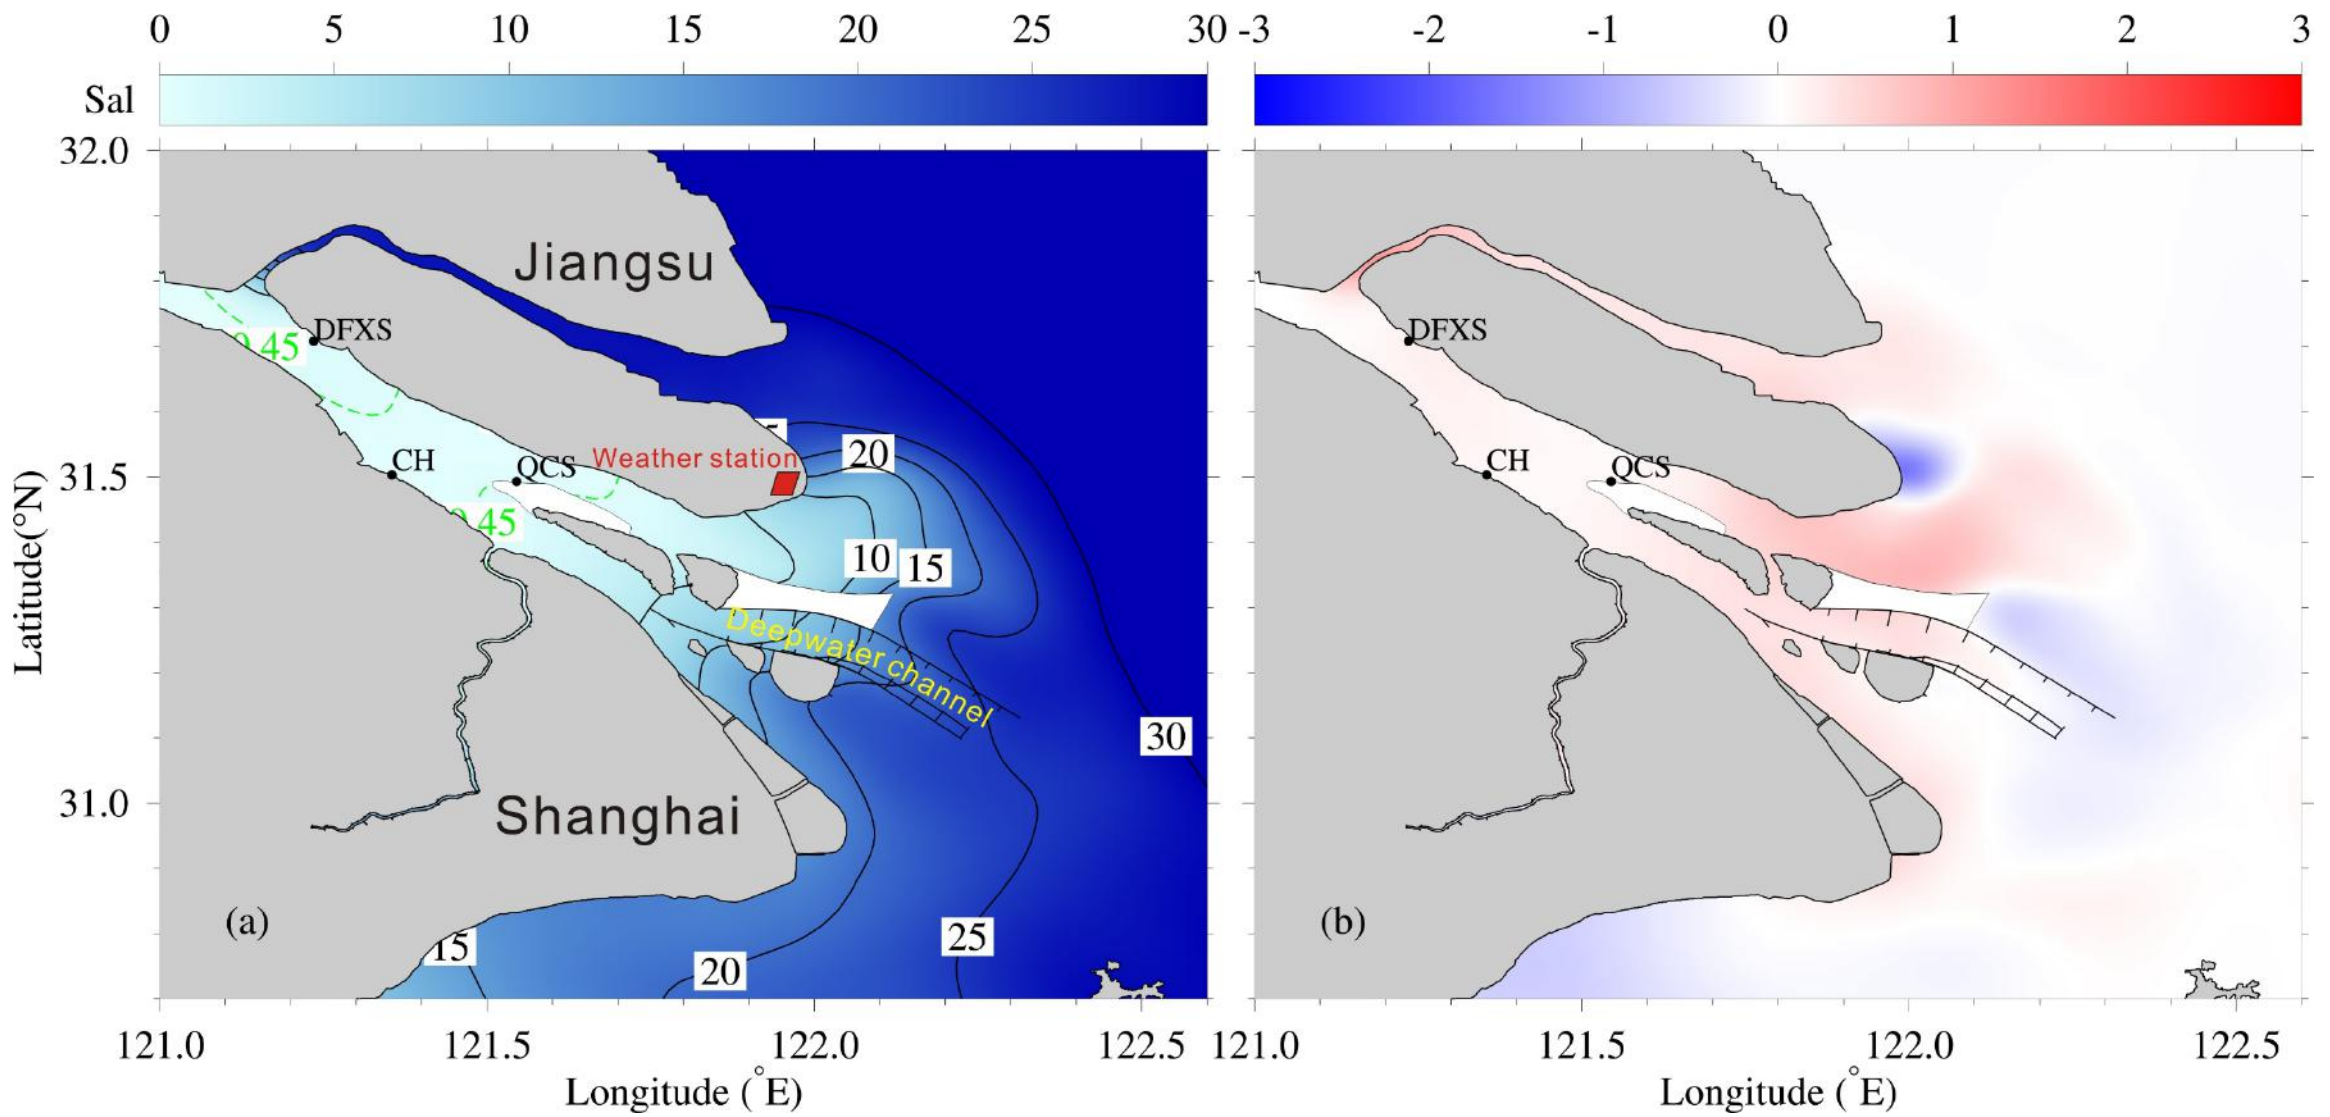 0 5 10 15 20 25 30 -3 -2 -1 0 1 2 3
Sal
32.0
Jiangsu
DFXS DFXS
0.45
5
20
Weather station
CH QCS CH QCS
31.5
0.45
10 15
Deepwater channel
Latitude(°N)
30
31.0
Shanghai
(a) (b)
15 20 25
121.0 121.5 122.0 122.5 121.0 121.5 122.0 122.5
Longitude (°E) Longitude (°E)